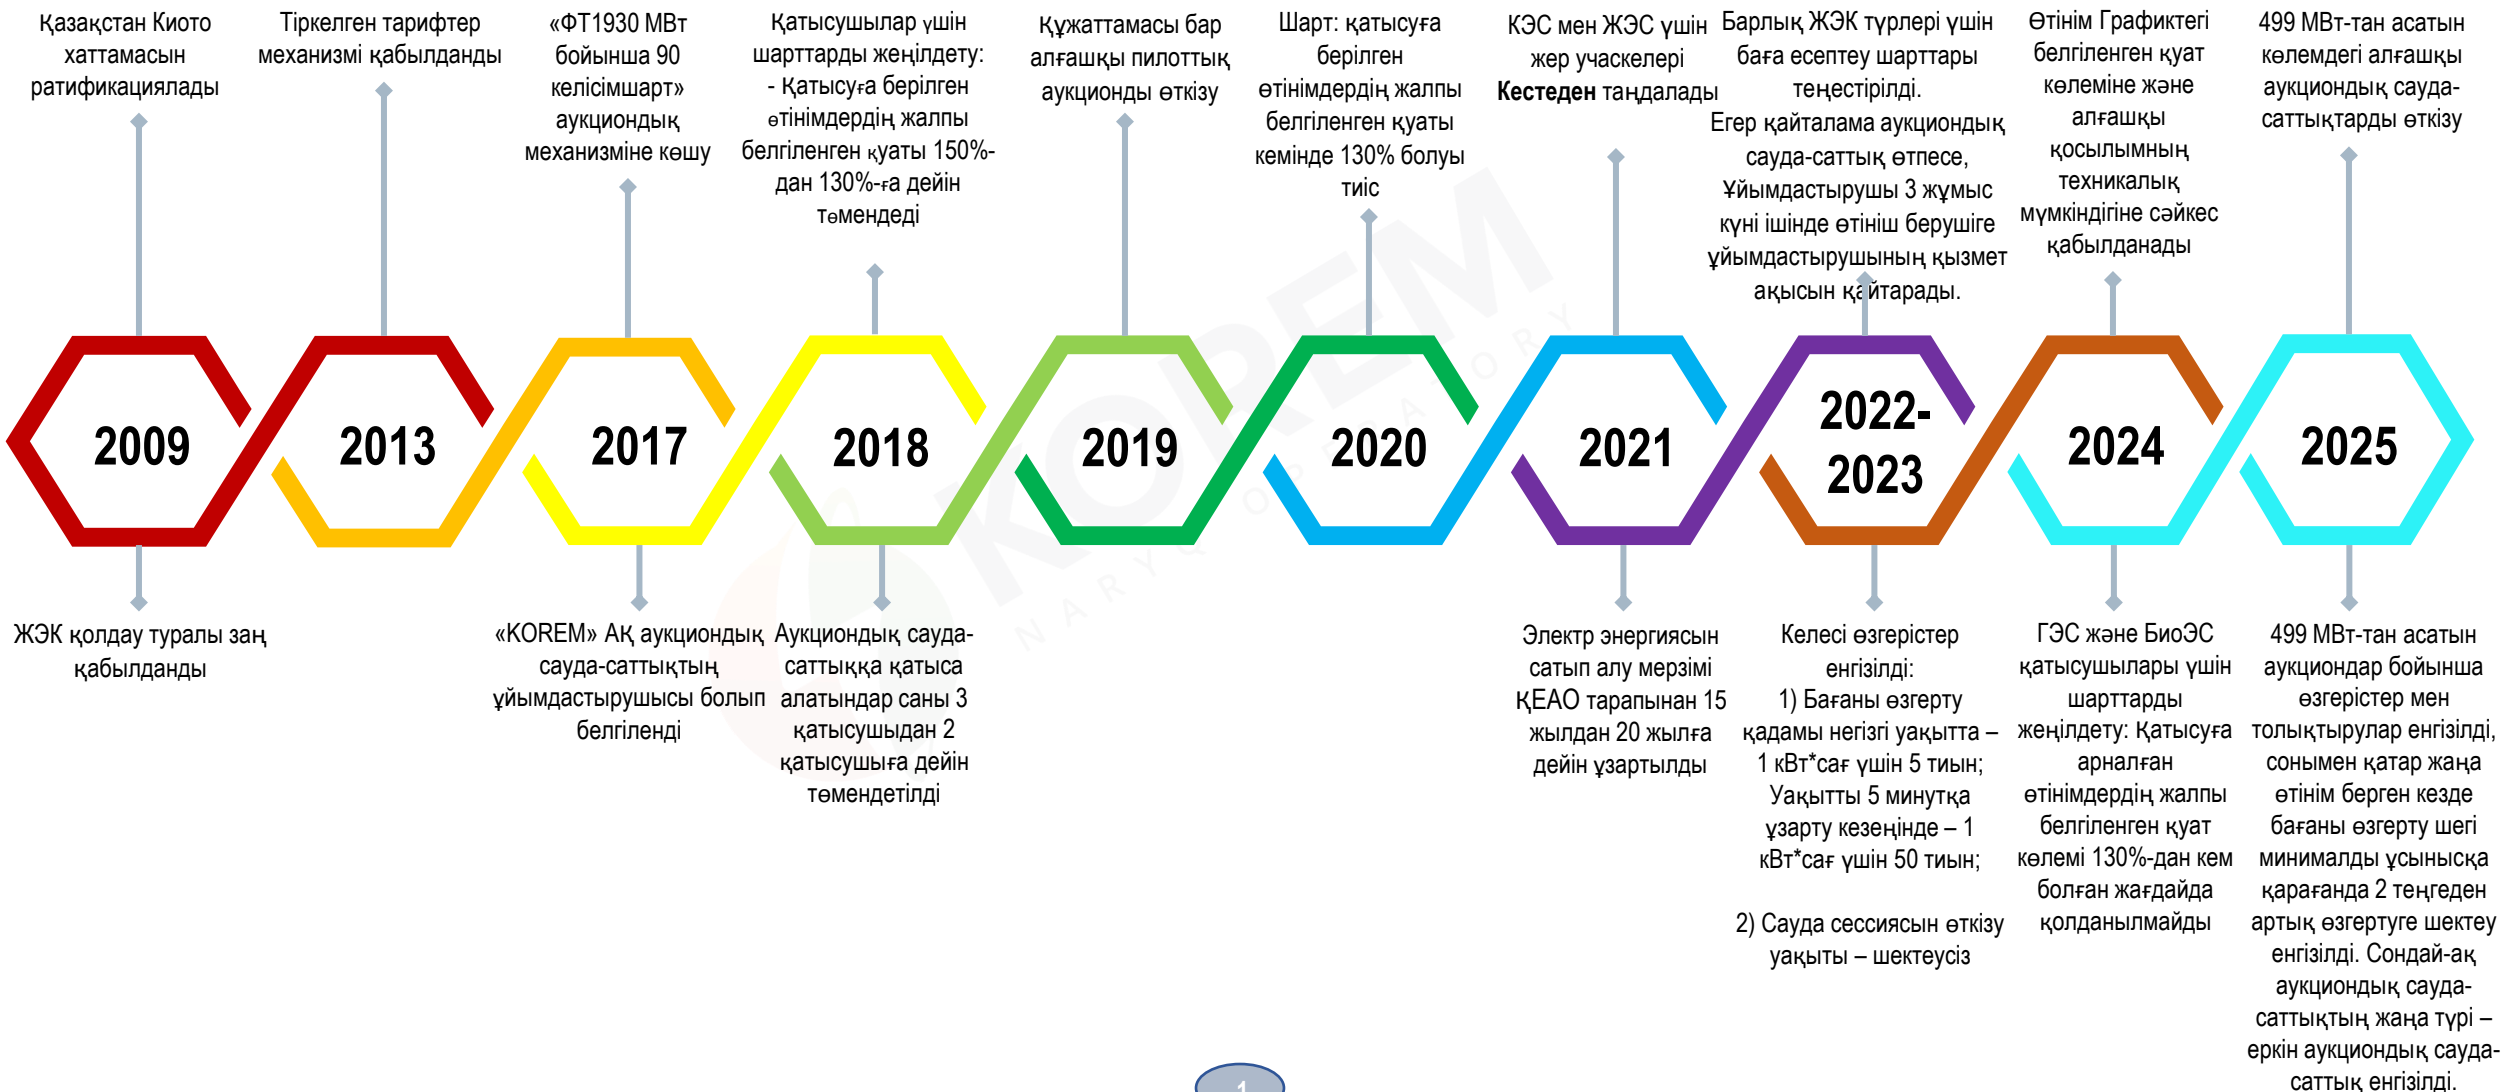 Қазақстан Киото
хаттамасын
ратификациялады
Тіркелген тарифтер
механизмі қабылданды
«ФТ1930 МВт
бойынша 90
келісімшарт»
аукциондық
механизміне көшу
Қатысушылар үшін
шарттарды жеңілдету:
- Қатысуға берілген
өтінімдердің жалпы
белгіленген қуаты 150%-
дан 130%-ға дейін
төмендеді
Құжаттамасы бар
алғашқы пилоттық
аукционды өткізу
Шарт: қатысуға
берілген
өтінімдердің жалпы
белгіленген қуаты
кемінде 130% болуы
тиіс
КЭС мен ЖЭС үшін
жер учаскелері
Кестеден таңдалады
Барлық ЖЭК түрлері үшін
баға есептеу шарттары
теңестірілді.
Егер қайталама аукциондық
сауда-саттық өтпесе,
Ұйымдастырушы 3 жұмыс
күні ішінде өтініш берушіге
ұйымдастырушының қызмет
ақысын қайтарады.
Өтінім Графиктегі
белгіленген қуат
көлеміне және
алғашқы
қосылымның
техникалық
мүмкіндігіне сәйкес
қабылданады
499 МВт-тан асатын
көлемдегі алғашқы
аукциондық сауда-
саттықтарды өткізу
2009
2013
2017
2018
2019
2020
2021
2022-
2023
2024
2025
KOREM
ЖЭК қолдау туралы заң
қабылданды
«KOREM» АҚ аукциондық
сауда-саттықтың
ұйымдастырушысы болып
белгіленді
Аукциондық сауда-
саттыққа қатыса
алатындар саны 3
қатысушыдан 2
қатысушыға дейін
төмендетілді
Электр энергиясын
сатып алу мерзімі
ҚЕАО тарапынан 15
жылдан 20 жылға
дейін ұзартылды
Келесі өзгерістер
енгізілді:
1) Бағаны өзгерту
қадамы негізгі уақытта –
1 кВт*сағ үшін 5 тиын;
Уақытты 5 минутқа
ұзарту кезеңінде – 1
кВт*сағ үшін 50 тиын;
2) Сауда сессиясын өткізу
уақыты – шектеусіз
ГЭС және БиоЭС
қатысушылары үшін
шарттарды
жеңілдету: Қатысуға
арналған
өтінімдердің жалпы
белгіленген қуат
көлемі 130%-дан кем
болған жағдайда
қолданылмайды
499 МВт-тан асатын
аукциондар бойынша
өзгерістер мен
толықтырулар енгізілді,
сонымен қатар жаңа
өтінім берген кезде
бағаны өзгерту шегі
минималды ұсынысқа
қарағанда 2 теңгеден
артық өзгертуге шектеу
енгізілді. Сондай-ақ
аукциондық сауда-
саттықтың жаңа түрі –
еркін аукциондық сауда-
саттық енгізілді.
1